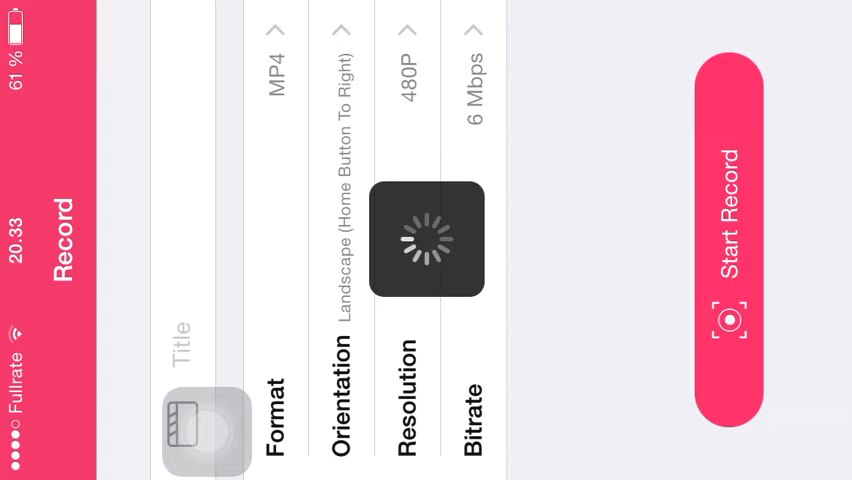 ●●●●○ Fullrate 20.33 61 %
Record
Title
Format MP4
Orientation Landscape (Home Button To Right)
Resolution 480P
Bitrate 6 Mbps
Start Record